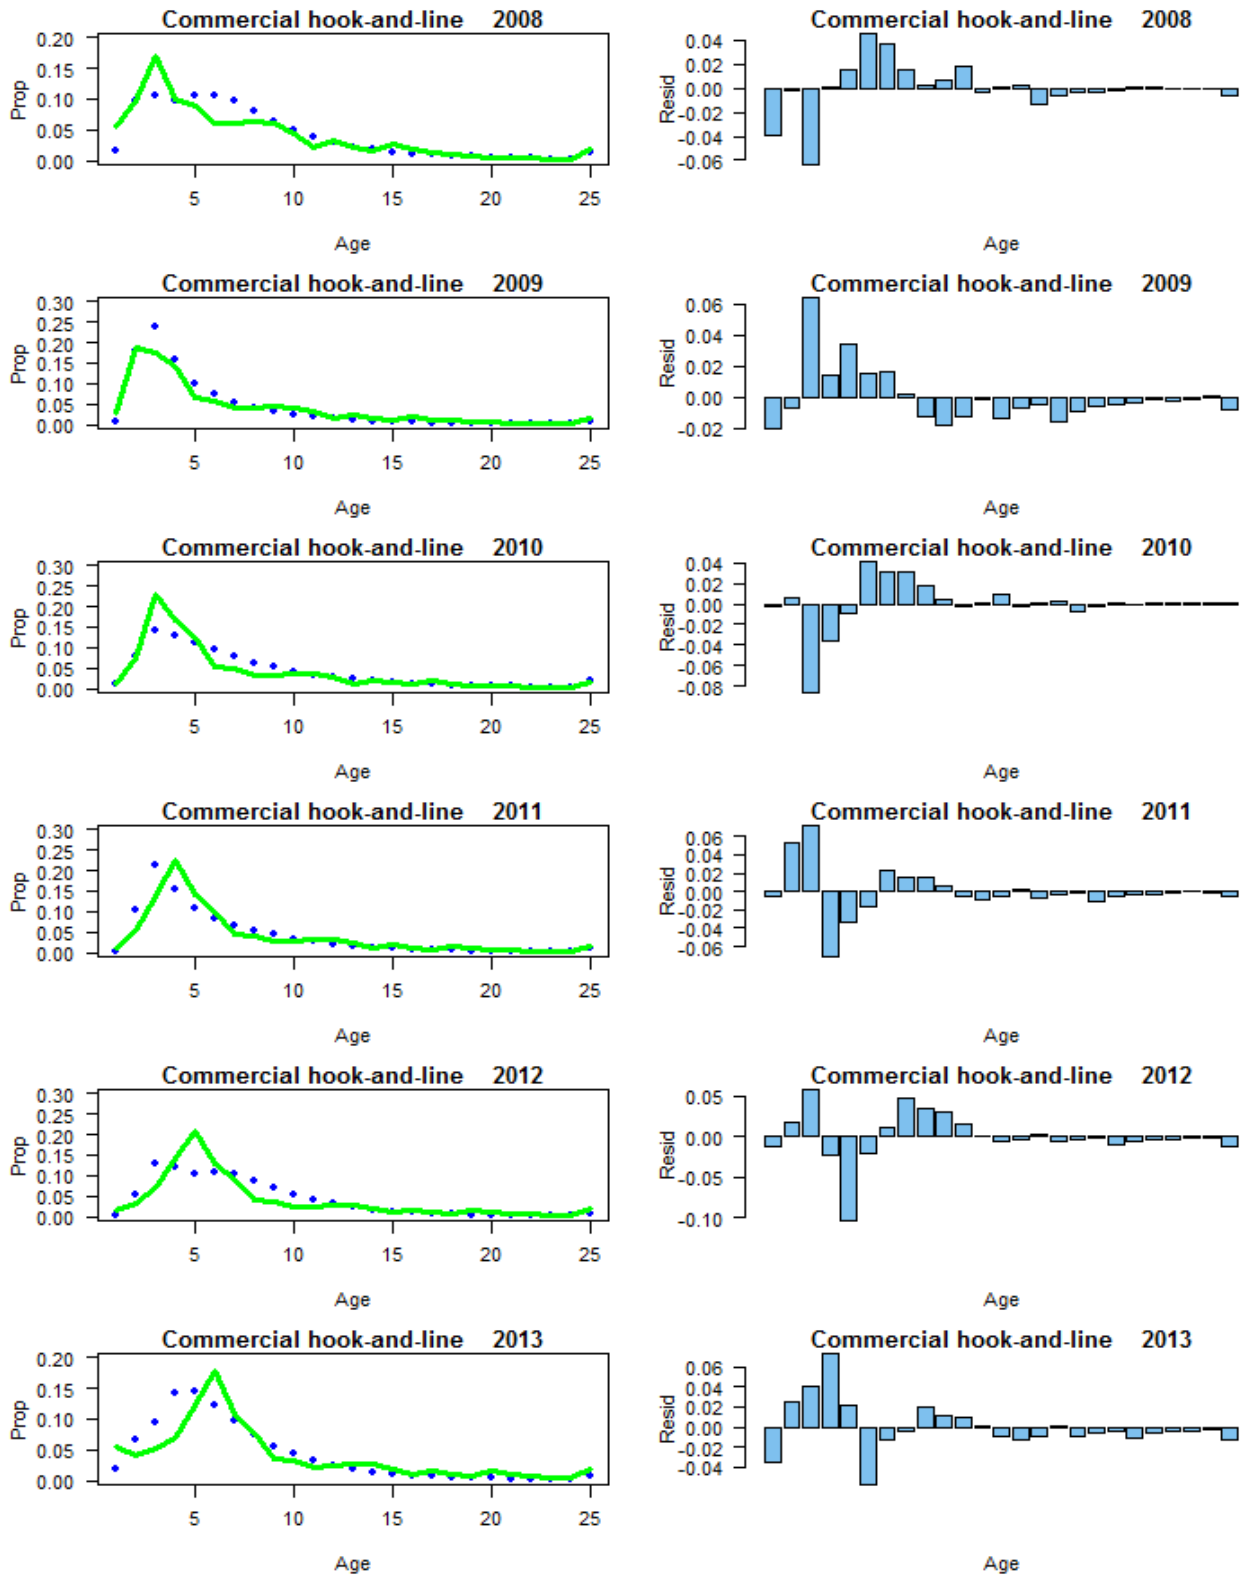 Commercial hook-and-line 2008
Prop
0.20
0.15
0.10
0.05
0.00
5 10 15 20 25
Age
Commercial hook-and-line 2008
Resid
0.04
0.02
0.00
-0.02
-0.04
-0.06
Age
Commercial hook-and-line 2009
Prop
0.30
0.25
0.20
0.15
0.10
0.05
0.00
5 10 15 20 25
Age
Commercial hook-and-line 2009
Resid
0.06
0.04
0.02
0.00
-0.02
Age
Commercial hook-and-line 2010
Prop
0.30
0.25
0.20
0.15
0.10
0.05
0.00
5 10 15 20 25
Age
Commercial hook-and-line 2010
Resid
0.04
0.02
0.00
-0.02
-0.04
-0.06
-0.08
Age
Commercial hook-and-line 2011
Prop
0.30
0.25
0.20
0.15
0.10
0.05
0.00
5 10 15 20 25
Age
Commercial hook-and-line 2011
Resid
0.06
0.04
0.02
0.00
-0.02
-0.04
-0.06
Age
Commercial hook-and-line 2012
Prop
0.30
0.25
0.20
0.15
0.10
0.05
0.00
5 10 15 20 25
Age
Commercial hook-and-line 2012
Resid
0.05
0.00
-0.05
-0.10
Age
Commercial hook-and-line 2013
Prop
0.20
0.15
0.10
0.05
0.00
5 10 15 20 25
Age
Commercial hook-and-line 2013
Resid
0.06
0.04
0.02
0.00
-0.02
-0.04
Age